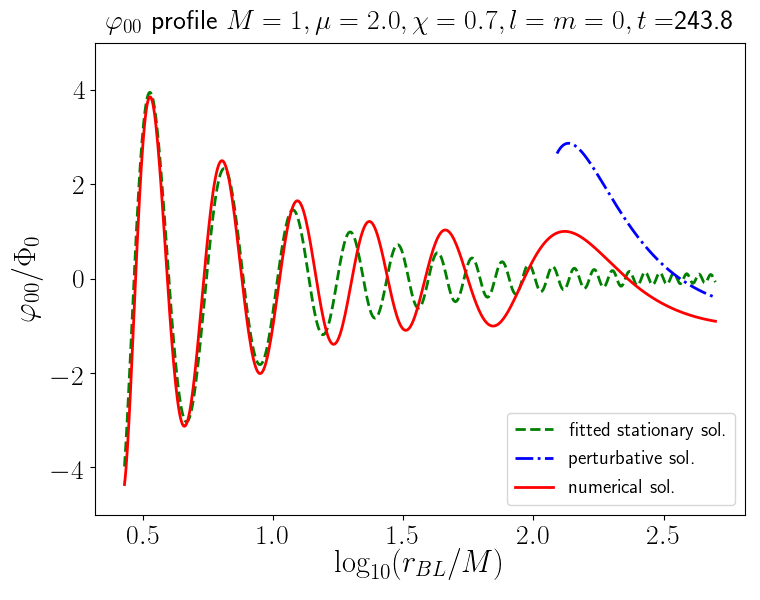 φ₀₀ profile M = 1, μ = 2.0, χ = 0.7, l = m = 0, t =243.8
φ₀₀/Φ₀
4
2
0
−2
−4
fitted stationary sol.
perturbative sol.
numerical sol.
0.5 1.0 1.5 2.0 2.5
log₁₀(r_BL/M)